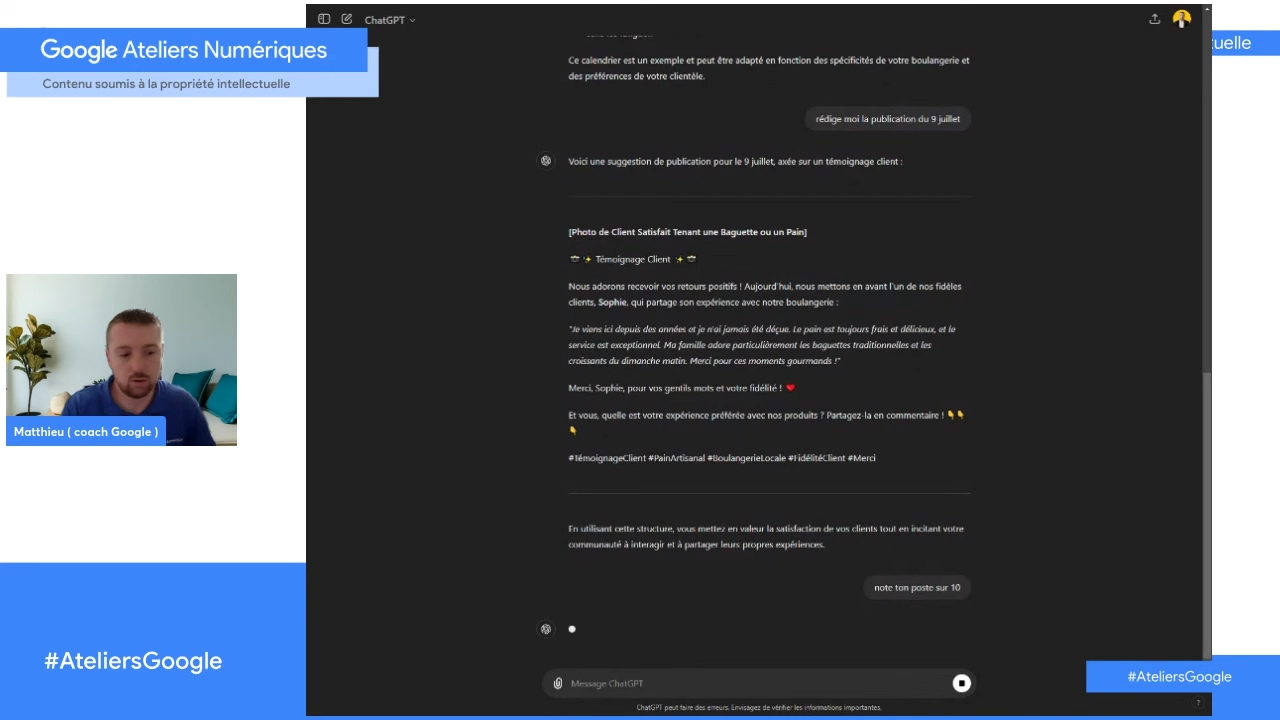 ChatGPT
Google Ateliers Numériques
Contenu soumis à la propriété intellectuelle
tuelle
Ce calendrier est un exemple et peut être adapté en fonction des spécificités de votre boulangerie et
des préférences de votre clientèle.
rédige moi la publication du 9 juillet
Voici une suggestion de publication pour le 9 juillet, axée sur un témoignage client :
[Photo de Client Satisfait Tenant une Baguette ou un Pain]
🥖✨ Témoignage Client ✨🥖
Nous adorons recevoir vos retours positifs ! Aujourd'hui, nous mettons en avant l'un de nos fidèles
clients, Sophie, qui partage son expérience avec notre boulangerie :
"Je viens ici depuis des années et je n'ai jamais été déçue. Le pain est toujours frais et délicieux, et le
service est exceptionnel. Ma famille adore particulièrement les baguettes traditionnelles et les
croissants du dimanche matin. Merci pour ces moments gourmands !"
Merci, Sophie, pour vos gentils mots et votre fidélité ! ❤️
Et vous, quelle est votre expérience préférée avec nos produits ? Partagez-la en commentaire ! 👇👇
👇
#TémoignageClient #PainArtisanal #BoulangerieLocale #FidélitéClient #Merci
En utilisant cette structure, vous mettez en valeur la satisfaction de vos clients tout en incitant votre
communauté à interagir et à partager leurs propres expériences.
note ton poste sur 10
Message ChatGPT
ChatGPT peut faire des erreurs. Envisagez de vérifier les informations importantes.
?
Matthieu ( coach Google )
#AteliersGoogle
#AteliersGoogle